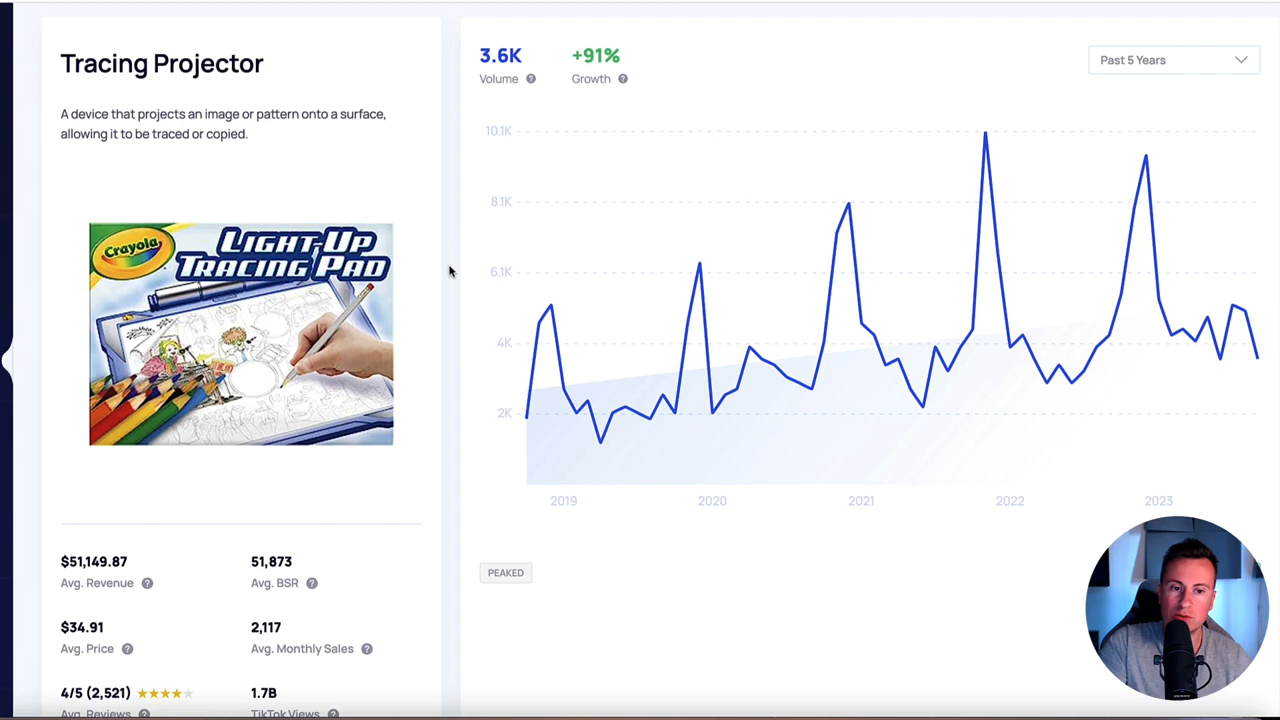 Tracing Projector
A device that projects an image or pattern onto a surface,
allowing it to be traced or copied.
Crayola
LIGHT-UP
TRACING PAD
$51,149.87
Avg. Revenue ?
51,873
Avg. BSR ?
$34.91
Avg. Price ?
2,117
Avg. Monthly Sales ?
4/5 (2,521)
Avg. Reviews ?
1.7B
TikTok Views ?
3.6K
Volume ?
+91%
Growth ?
Past 5 Years
10.1K
8.1K
6.1K
4K
2K
2019
2020
2021
2022
2023
PEAKED